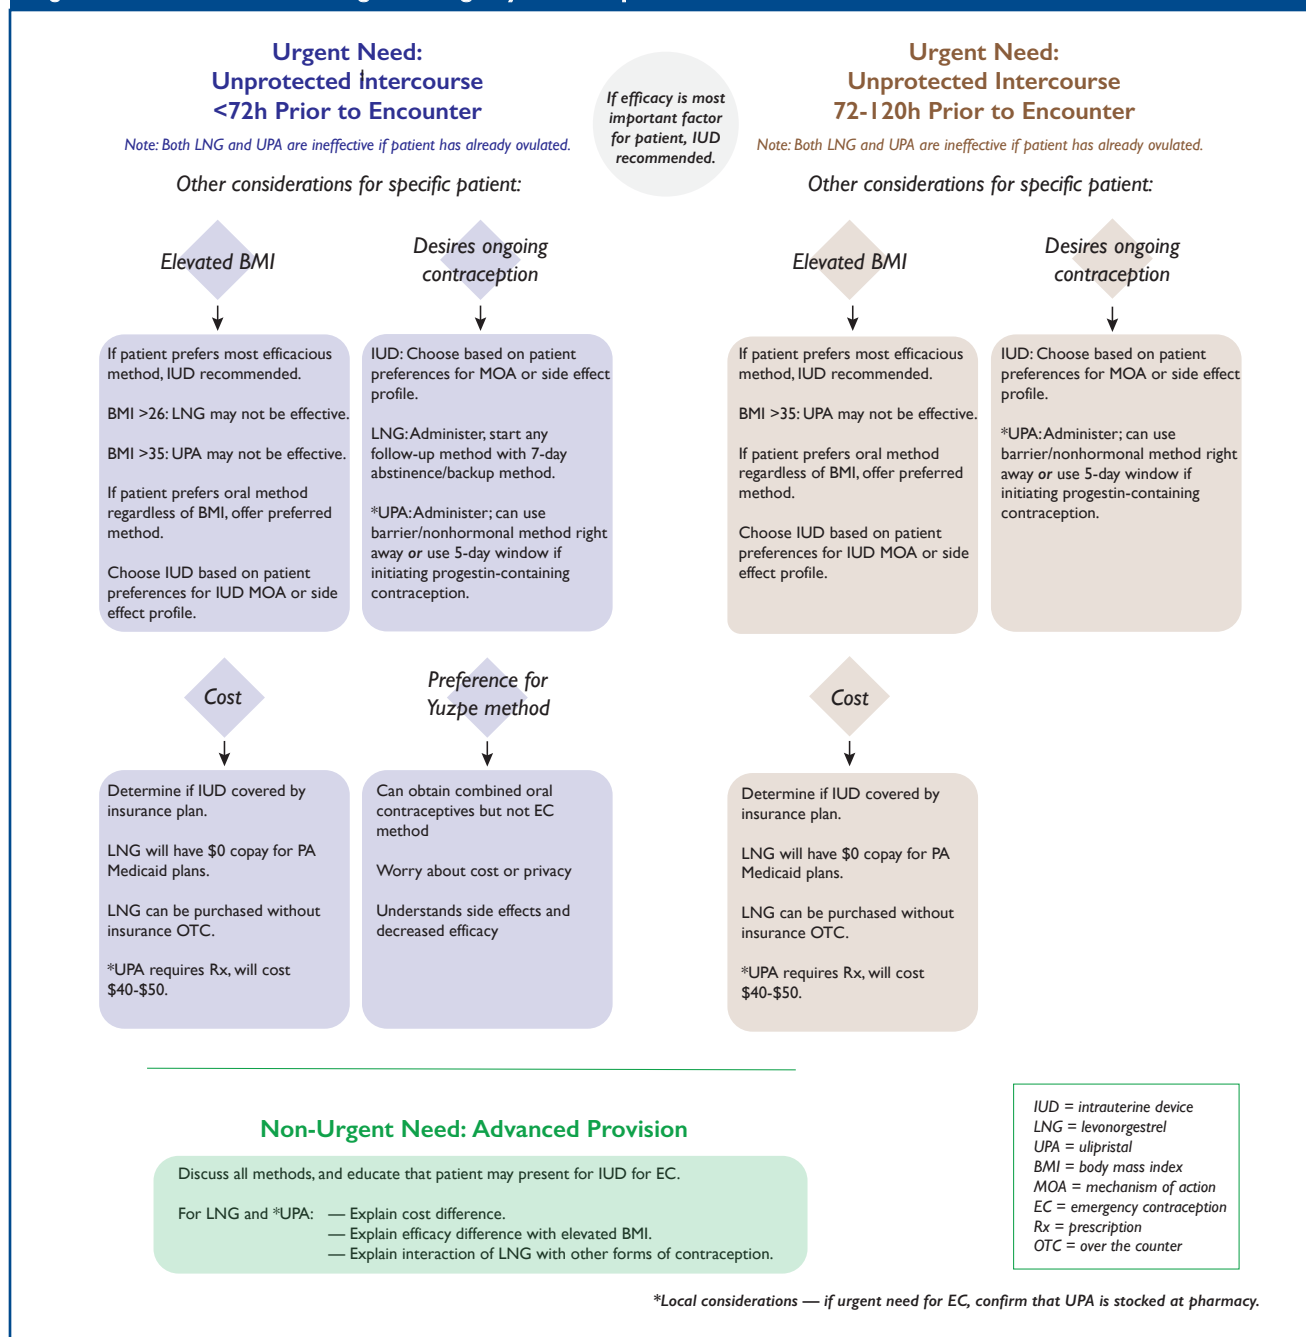 Urgent Need:
Unprotected Intercourse
<72h Prior to Encounter
Note: Both LNG and UPA are ineffective if patient has already ovulated.
Other considerations for specific patient:
If efficacy is most
important factor
for patient, IUD
recommended.
Urgent Need:
Unprotected Intercourse
72-120h Prior to Encounter
Note: Both LNG and UPA are ineffective if patient has already ovulated.
Other considerations for specific patient:
Elevated BMI
If patient prefers most efficacious
method, IUD recommended.
BMI >26: LNG may not be effective.
BMI >35: UPA may not be effective.
If patient prefers oral method
regardless of BMI, offer preferred
method.
Choose IUD based on patient
preferences for IUD MOA or side
effect profile.
Desires ongoing
contraception
IUD: Choose based on patient
preferences for MOA or side effect
profile.
LNG: Administer, start any
follow-up method with 7-day
abstinence/backup method.
*UPA: Administer; can use
barrier/nonhormonal method right
away or use 5-day window if
initiating progestin-containing
contraception.
Elevated BMI
If patient prefers most efficacious
method, IUD recommended.
BMI >35: UPA may not be effective.
If patient prefers oral method
regardless of BMI, offer preferred
method.
Choose IUD based on patient
preferences for IUD MOA or side
effect profile.
Desires ongoing
contraception
IUD: Choose based on patient
preferences for MOA or side effect
profile.
*UPA: Administer; can use
barrier/nonhormonal method right
away or use 5-day window if
initiating progestin-containing
contraception.
Cost
Determine if IUD covered by
insurance plan.
LNG will have $0 copay for PA
Medicaid plans.
LNG can be purchased without
insurance OTC.
*UPA requires Rx, will cost
$40-$50.
Preference for
Yuzpe method
Can obtain combined oral
contraceptives but not EC
method
Worry about cost or privacy
Understands side effects and
decreased efficacy
Cost
Determine if IUD covered by
insurance plan.
LNG will have $0 copay for PA
Medicaid plans.
LNG can be purchased without
insurance OTC.
*UPA requires Rx, will cost
$40-$50.
Non-Urgent Need: Advanced Provision
Discuss all methods, and educate that patient may present for IUD for EC.
For LNG and *UPA: — Explain cost difference.
— Explain efficacy difference with elevated BMI.
— Explain interaction of LNG with other forms of contraception.
IUD = intrauterine device
LNG = levonorgestrel
UPA = ulipristal
BMI = body mass index
MOA = mechanism of action
EC = emergency contraception
Rx = prescription
OTC = over the counter
*Local considerations — if urgent need for EC, confirm that UPA is stocked at pharmacy.